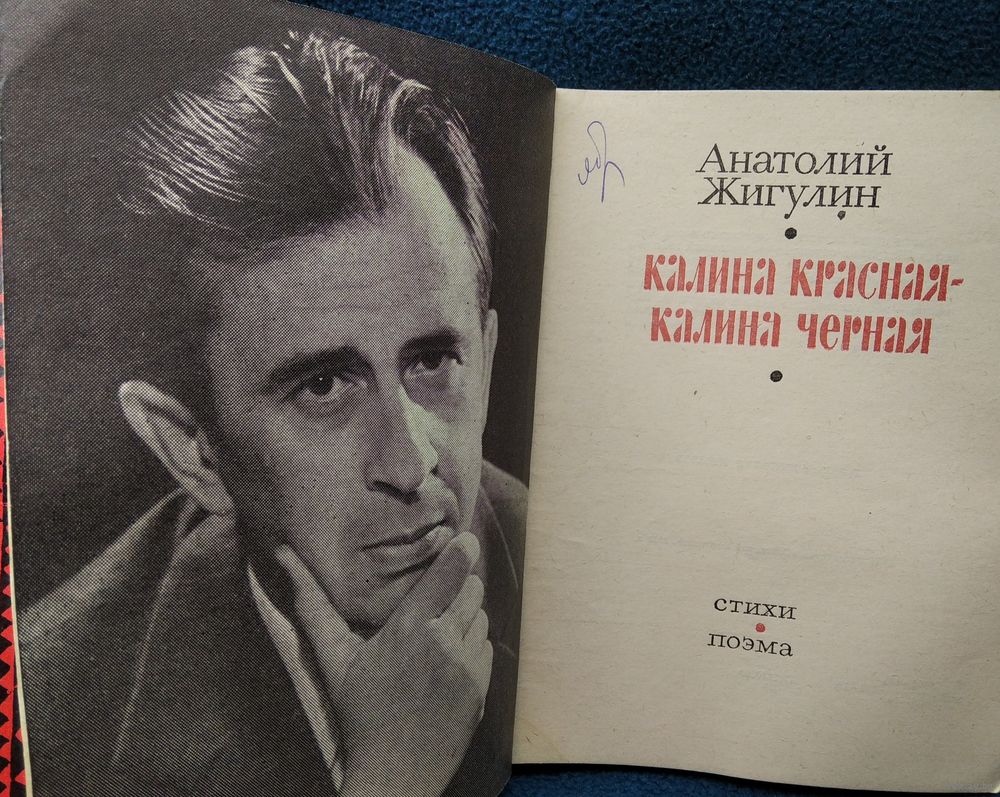 Анатолий
Жигулин
калина красная-
калина черная
стихи
поэма